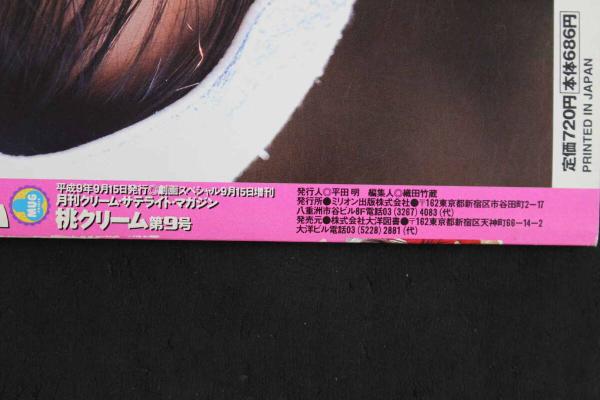 定価720円 本体686円
PRINTED IN JAPAN
MUG
平成9年9月15日発行◎劇画スペシャル9月15日増刊
月刊クリーム・サテライト・マガジン
桃クリーム第9号
発行人◎平田 明 編集人◎織田竹蔵
発行所●ミリオン出版株式会社●〒162東京都新宿区市谷田町2-17
八重洲市谷ビル8F電話03(3267)4083(代)
発売元●株式会社大洋図書●〒162東京都新宿区天神町66-14-2
大洋ビル電話03(5228)2881(代)